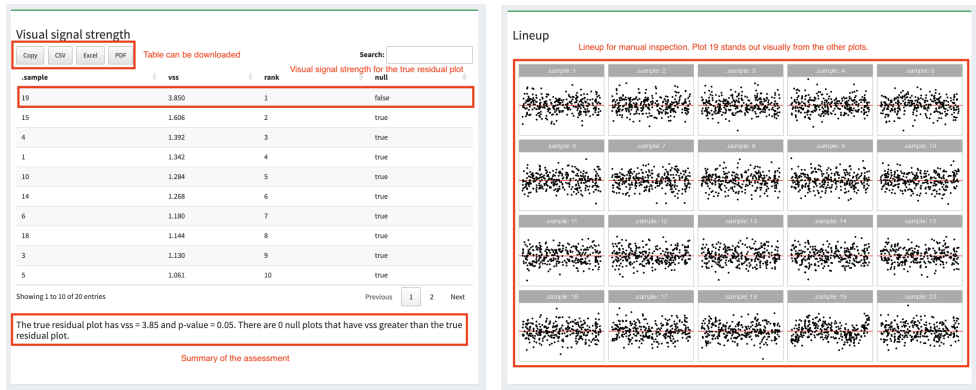 Visual signal strength
Copy CSV Excel PDF Table can be downloaded Search:
Visual signal strength for the true residual plot
.sample vss rank null
19 3.850 1 false
15 1.606 2 true
4 1.392 3 true
1 1.342 4 true
10 1.284 5 true
14 1.268 6 true
6 1.180 7 true
18 1.144 8 true
3 1.130 9 true
5 1.061 10 true
Showing 1 to 10 of 20 entries Previous 1 2 Next
The true residual plot has vss = 3.85 and p-value = 0.05. There are 0 null plots that have vss greater than the true
residual plot.
Summary of the assessment
Lineup
Lineup for manual inspection. Plot 19 stands out visually from the other plots.
.sample: 1 .sample: 2 .sample: 3 .sample: 4 .sample: 5
.sample: 6 .sample: 7 .sample: 8 .sample: 9 .sample: 10
.sample: 11 .sample: 12 .sample: 13 .sample: 14 .sample: 15
.sample: 16 .sample: 17 .sample: 18 .sample: 19 .sample: 20